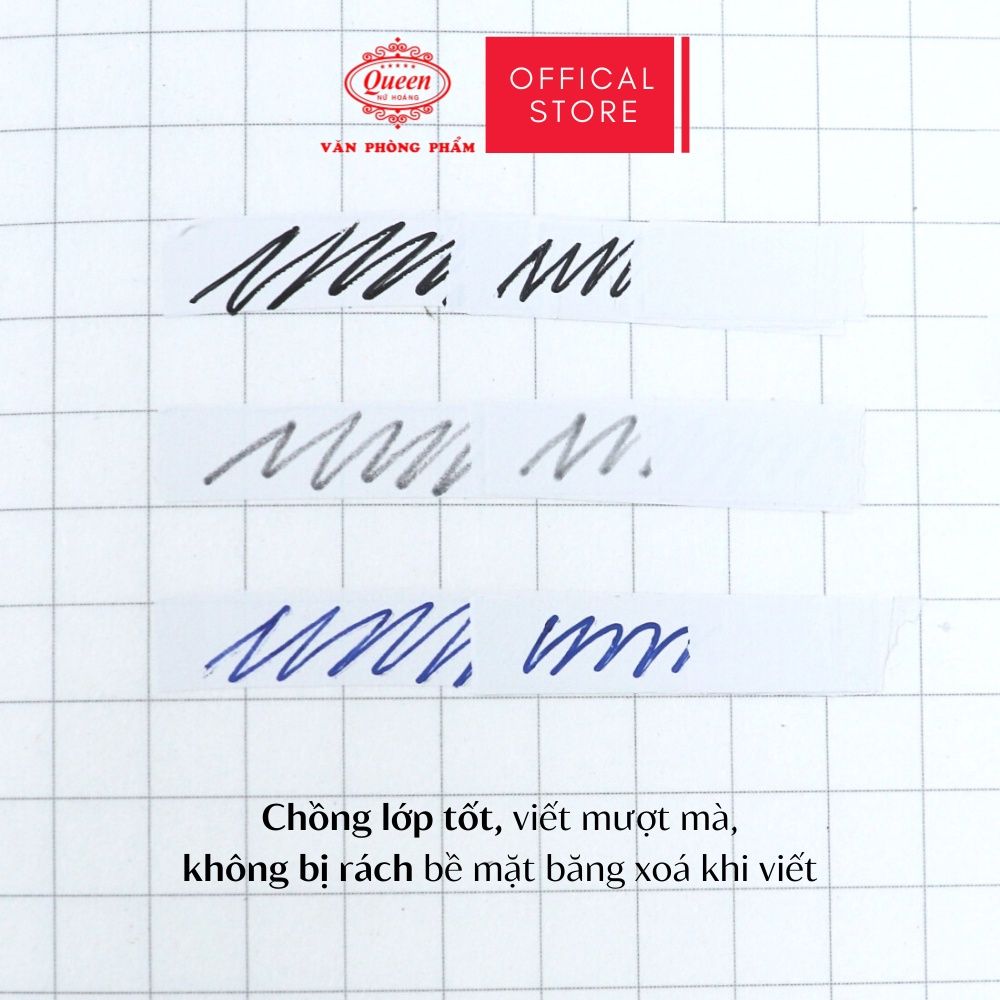 Queen
NỮ HOÀNG
VĂN PHÒNG PHẨM
OFFICAL
STORE
Chồng lớp tốt, viết mượt mà,
không bị rách bề mặt băng xoá khi viết